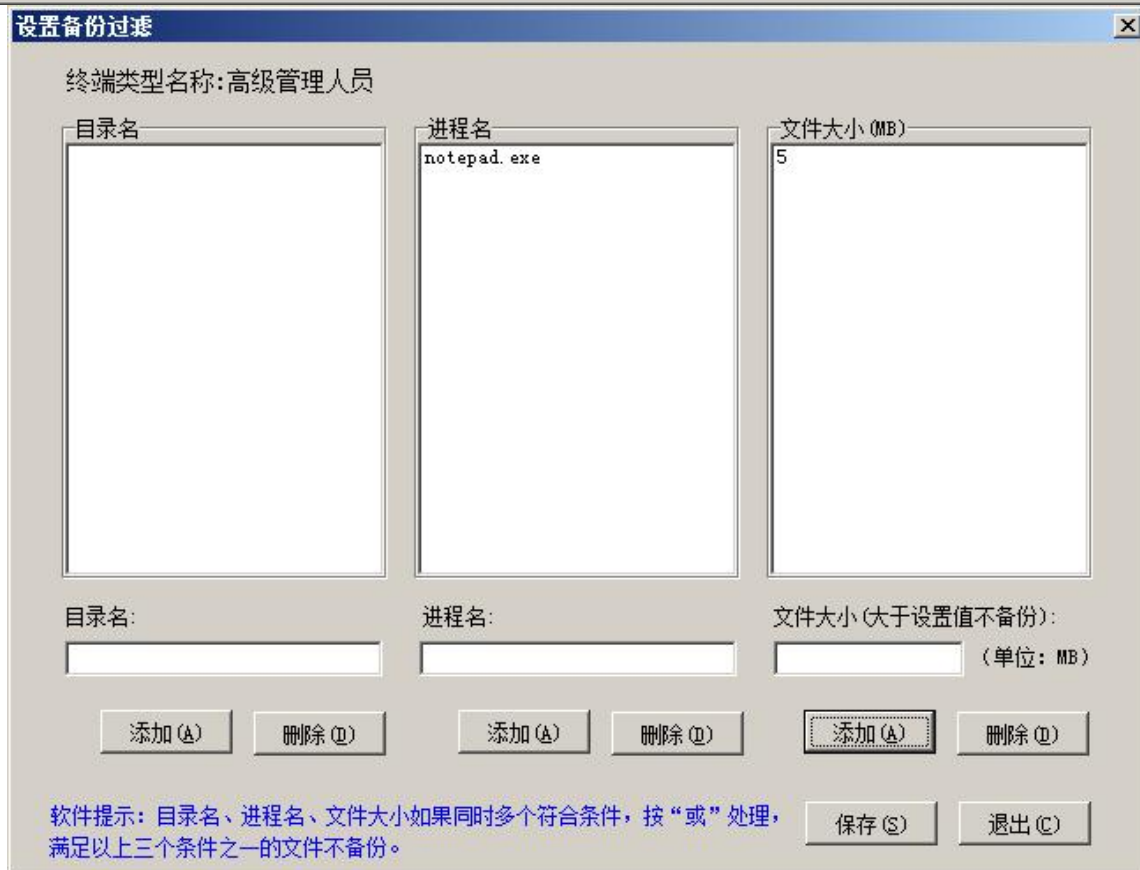 设置备份过滤
终端类型名称:高级管理人员
目录名
进程名
文件大小(MB)
notepad.exe
5
目录名:
进程名:
文件大小(大于设置值不备份):
(单位: MB)
添加(A)
删除(D)
添加(A)
删除(D)
添加(A)
删除(D)
软件提示: 目录名、进程名、文件大小如果同时多个符合条件，按“或”处理，
满足以上三个条件之一的文件不备份。
保存(S)
退出(C)